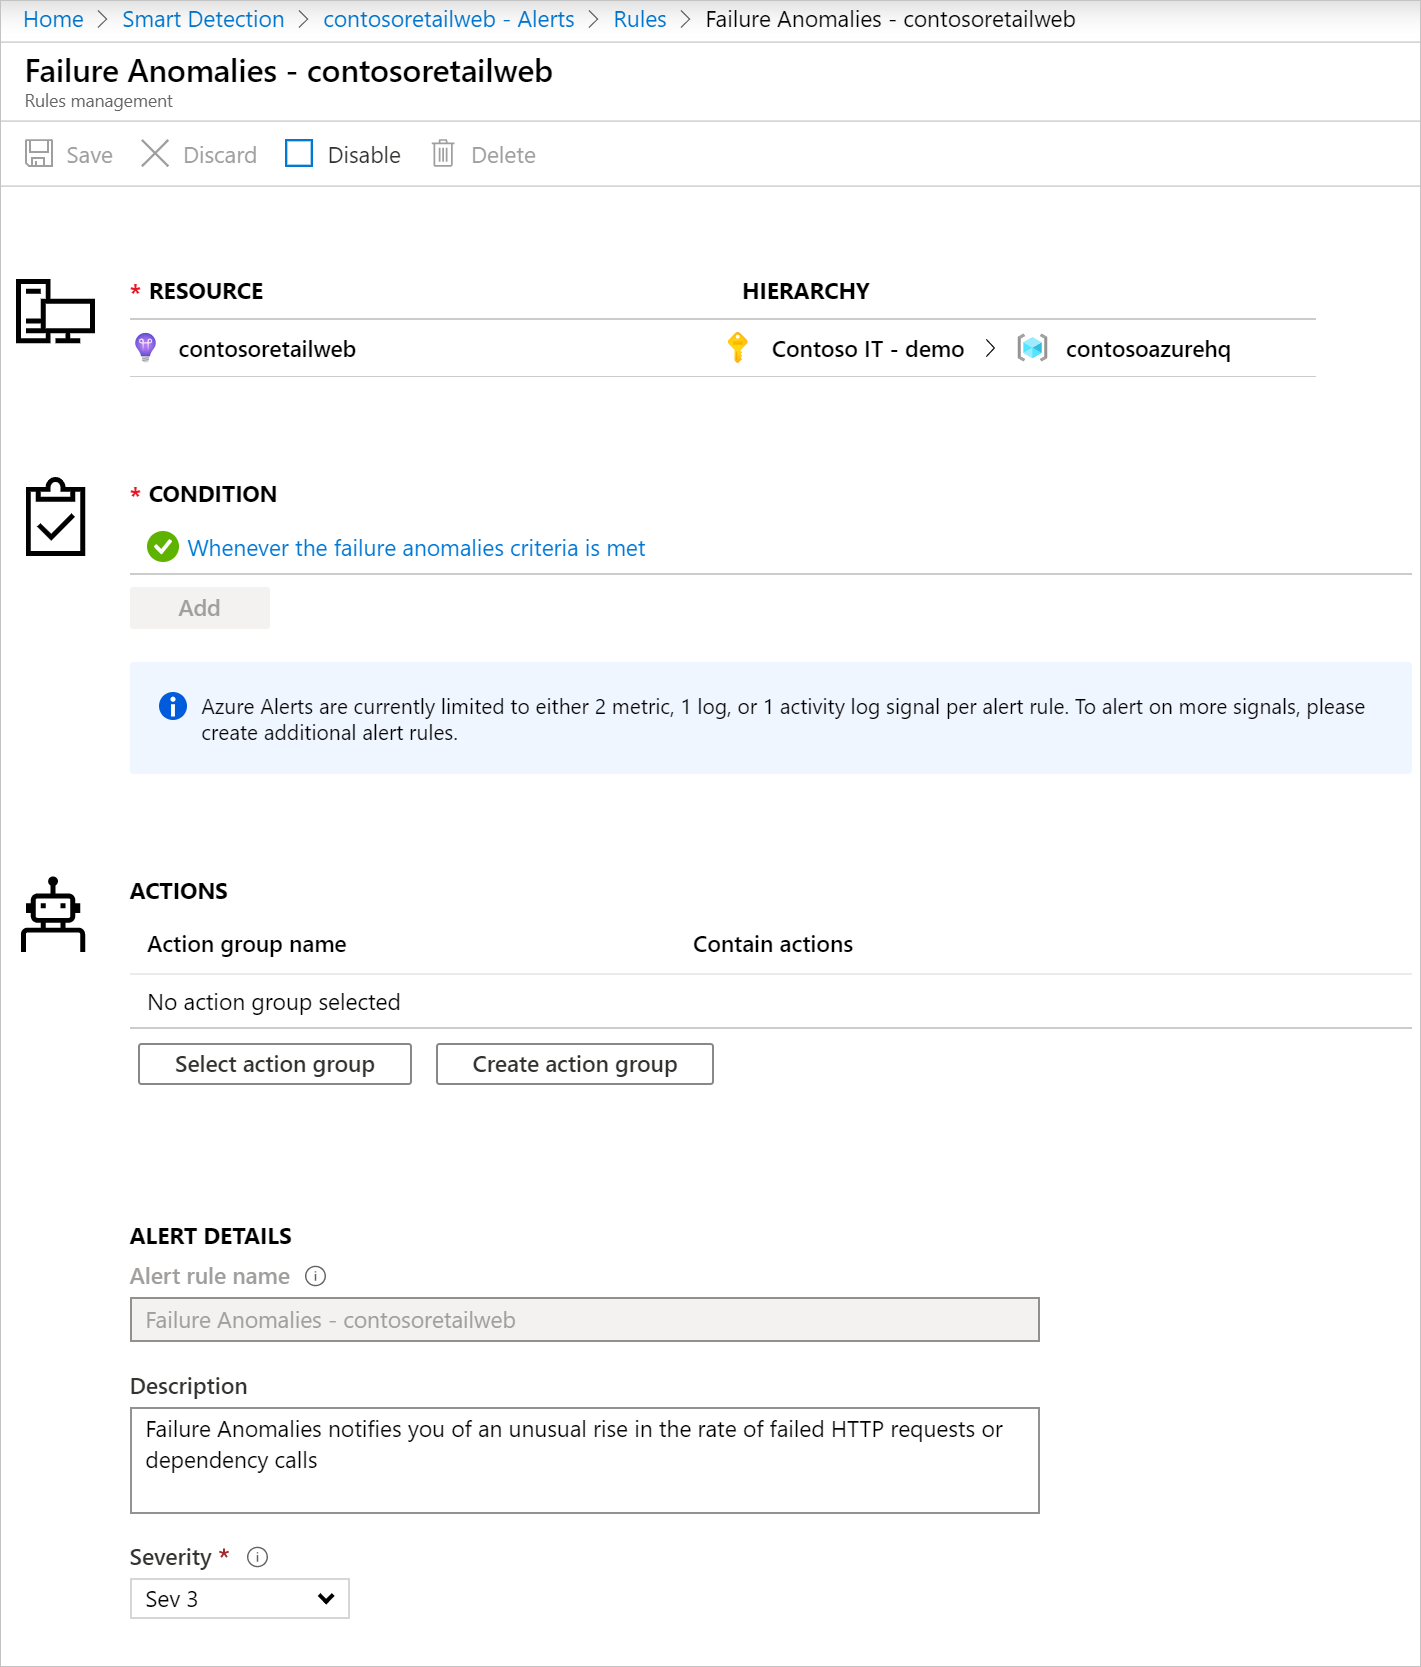 Home > Smart Detection > contosoretailweb - Alerts > Rules > Failure Anomalies - contosoretailweb
Failure Anomalies - contosoretailweb
Rules management
Save Discard Disable Delete
* RESOURCE HIERARCHY
contosoretailweb Contoso IT - demo > contosoazurehq
* CONDITION
Whenever the failure anomalies criteria is met
Add
Azure Alerts are currently limited to either 2 metric, 1 log, or 1 activity log signal per alert rule. To alert on more signals, please
create additional alert rules.
ACTIONS
Action group name Contain actions
No action group selected
Select action group Create action group
ALERT DETAILS
Alert rule name
Failure Anomalies - contosoretailweb
Description
Failure Anomalies notifies you of an unusual rise in the rate of failed HTTP requests or
dependency calls
Severity *
Sev 3